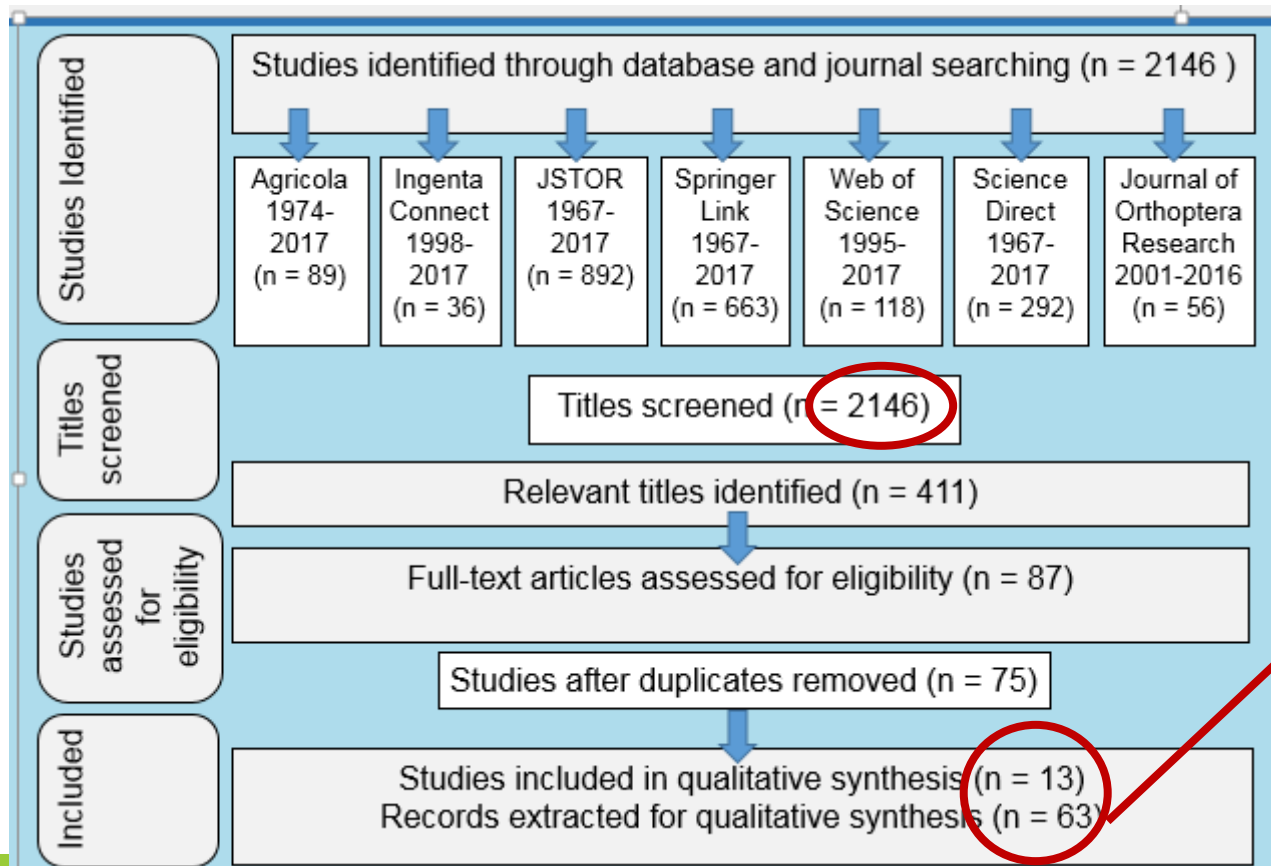 Studies Identified
Studies identified through database and journal searching (n = 2146 )
Agricola
1974-
2017
(n = 89)
Ingenta
Connect
1998-
2017
(n = 36)
JSTOR
1967-
2017
(n = 892)
Springer
Link
1967-
2017
(n = 663)
Web of
Science
1995-
2017
(n = 118)
Science
Direct
1967-
2017
(n = 292)
Journal of
Orthoptera
Research
2001-2016
(n = 56)
Titles
screened
Titles screened (n = 2146)
Relevant titles identified (n = 411)
Studies
assessed
for
eligibility
Full-text articles assessed for eligibility (n = 87)
Studies after duplicates removed (n = 75)
Included
Studies included in qualitative synthesis (n = 13)
Records extracted for qualitative synthesis (n = 63)